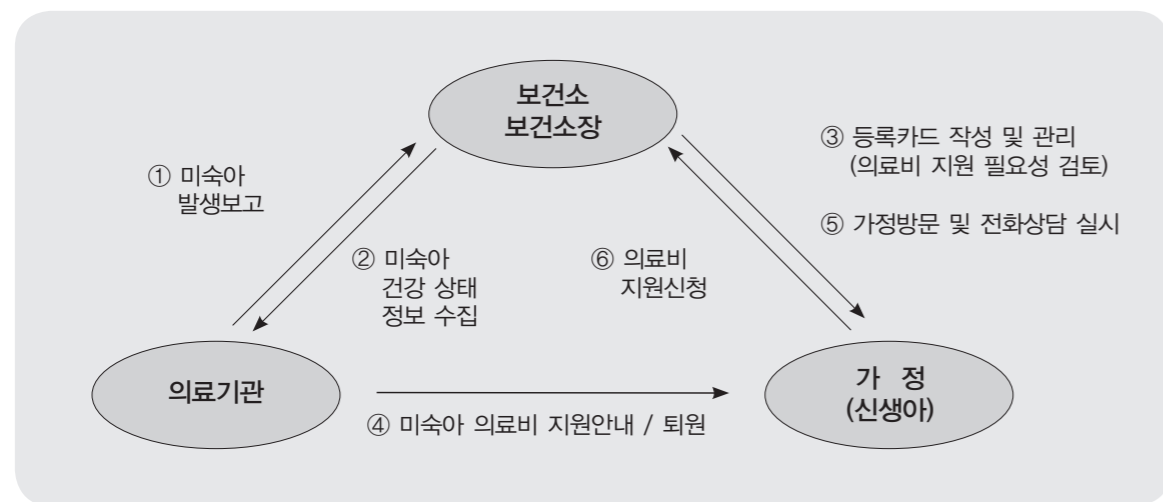 보건소
보건소장
① 미숙아
발생보고
② 미숙아
건강 상태
정보 수집
⑥ 의료비
지원신청
③ 등록카드 작성 및 관리
(의료비 지원 필요성 검토)
⑤ 가정방문 및 전화상담 실시
의료기관
④ 미숙아 의료비 지원안내 / 퇴원
가 정
(신생아)